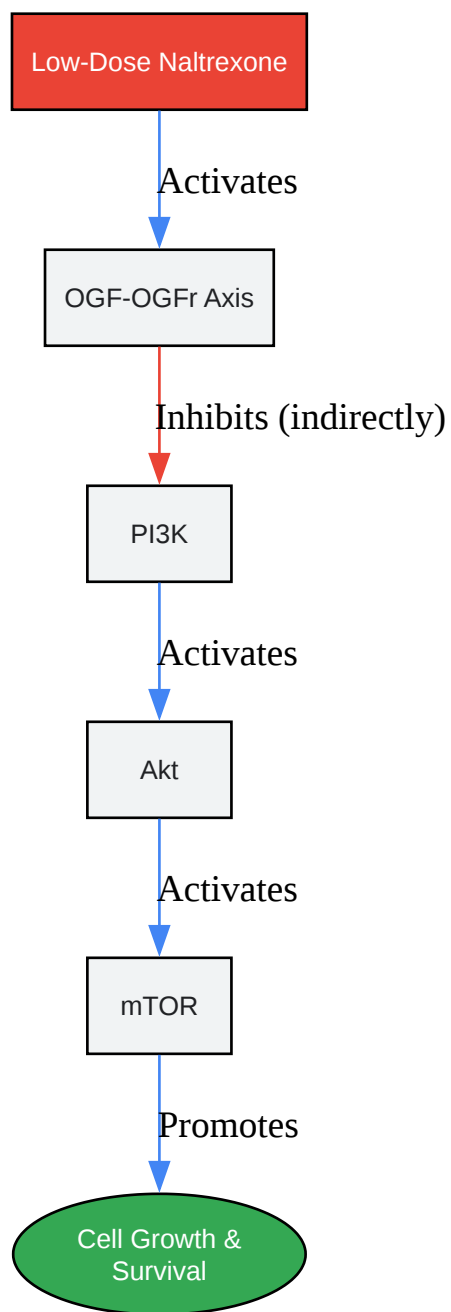 Low-Dose Naltrexone
Activates
OGF-OGFr Axis
Inhibits (indirectly)
PI3K
Activates
Akt
Activates
mTOR
Promotes
Cell Growth &
Survival